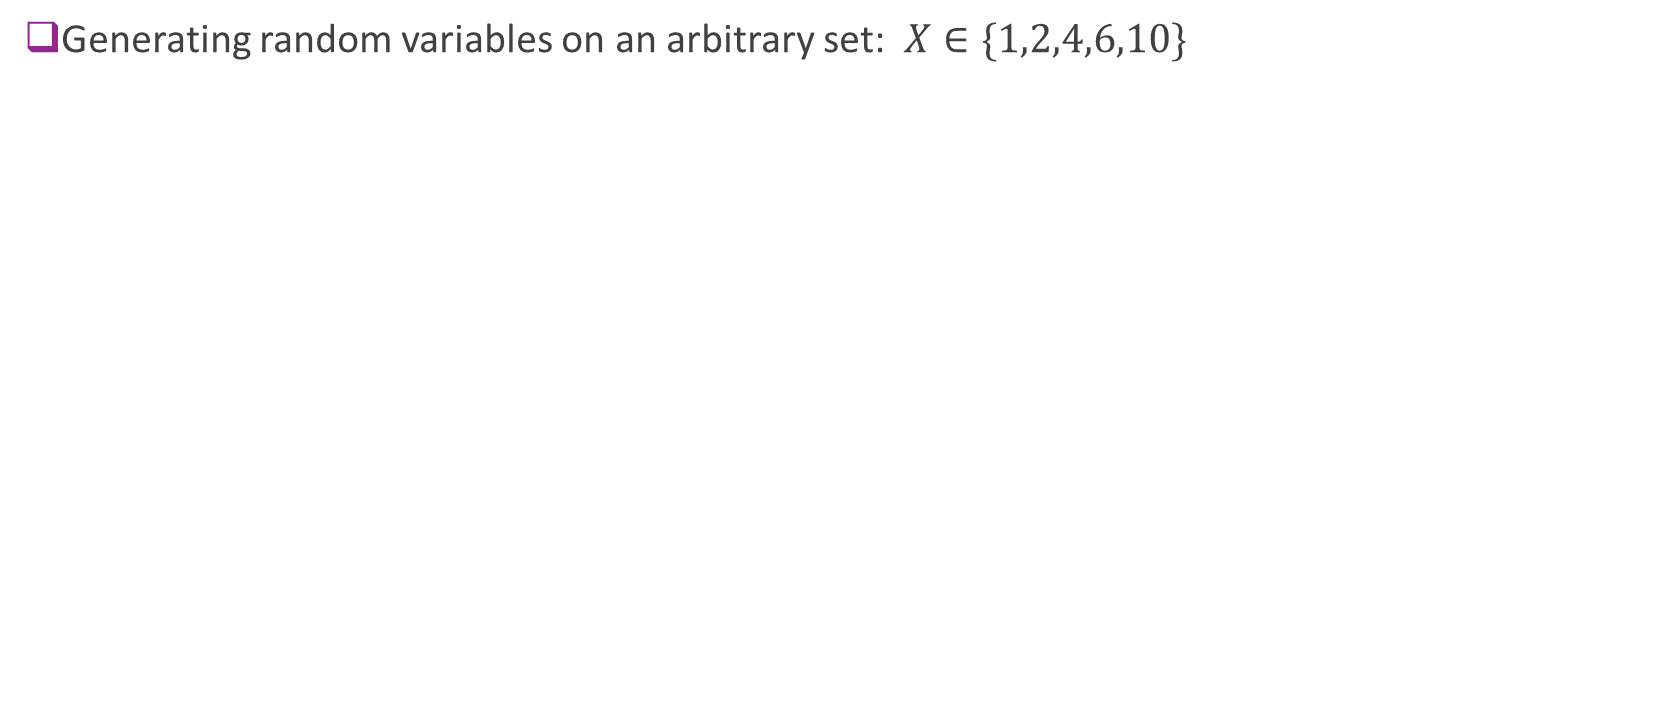 ❑Generating random variables on an arbitrary set: X ∈ {1,2,4,6,10}